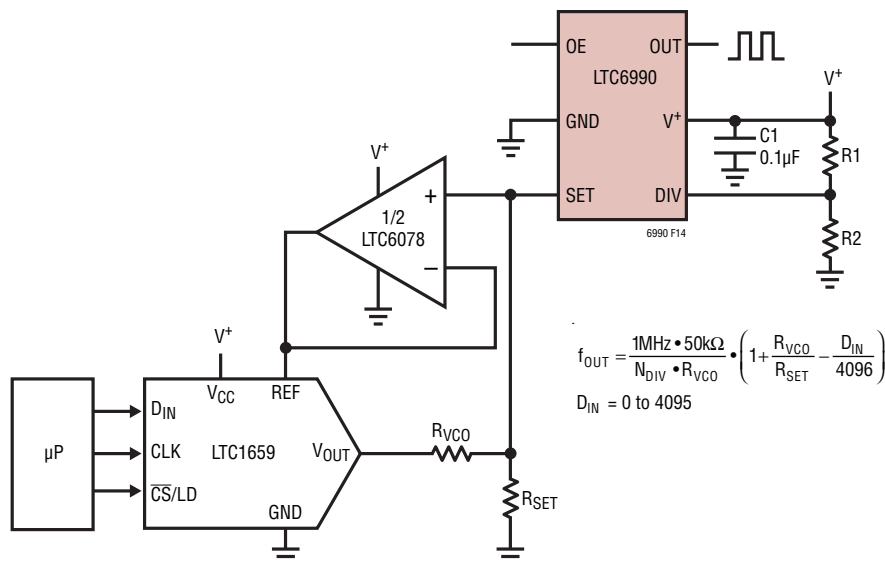 OE
OUT
LTC6990
GND
V+
SET
DIV
6990 F14
V+
C1
0.1µF
R1
R2
V+
+
1/2
LTC6078
−
V+
VCC
REF
µP
DIN
CLK
CS/LD
LTC1659
VOUT
GND
RVCO
RSET
fOUT = 1MHz • 50kΩ / NDIV • RVCO • (1+ RVCO / RSET − DIN / 4096)
DIN = 0 to 4095